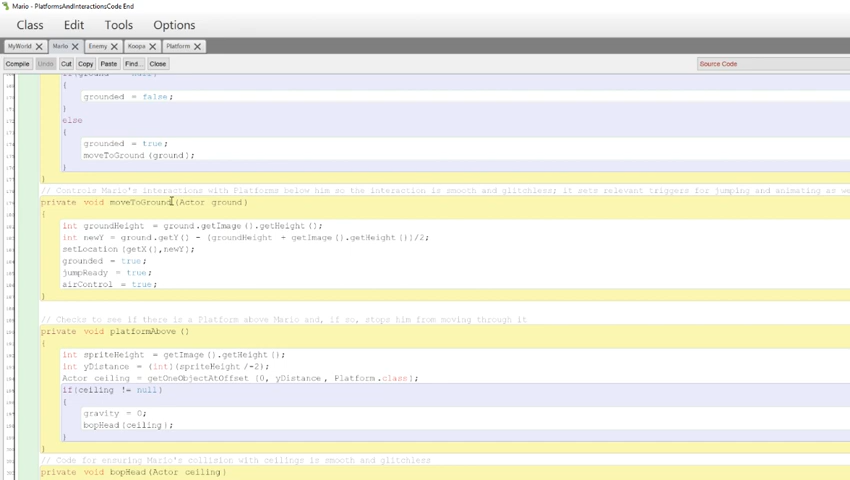 Mario - PlatformsAndInteractionsCode End
Class Edit Tools Options
MyWorld Mario Enemy Koopa Platform
Compile Undo Cut Copy Paste Find... Close Source Code
{
grounded = false;
}
else
{
grounded = true;
moveToGround(ground);
}
}
// Controls Mario's interactions with Platforms below him so the interaction is smooth and glitchless; it sets relevant triggers for jumping and animating as we
private void moveToGround(Actor ground)
{
int groundHeight = ground.getImage().getHeight();
int newY = ground.getY() - (groundHeight + getImage().getHeight())/2;
setLocation(getX(),newY);
grounded = true;
jumpReady = true;
airControl = true;
}
// Checks to see if there is a Platform above Mario and, if so, stops him from moving through it
private void platformAbove()
{
int spriteHeight = getImage().getHeight();
int yDistance = (int)(spriteHeight/-2);
Actor ceiling = getOneObjectAtOffset(0, yDistance, Platform.class);
if(ceiling != null)
{
gravity = 0;
bopHead(ceiling);
}
}
// Code for ensuring Mario's collision with ceilings is smooth and glitchless
private void bopHead(Actor ceiling)